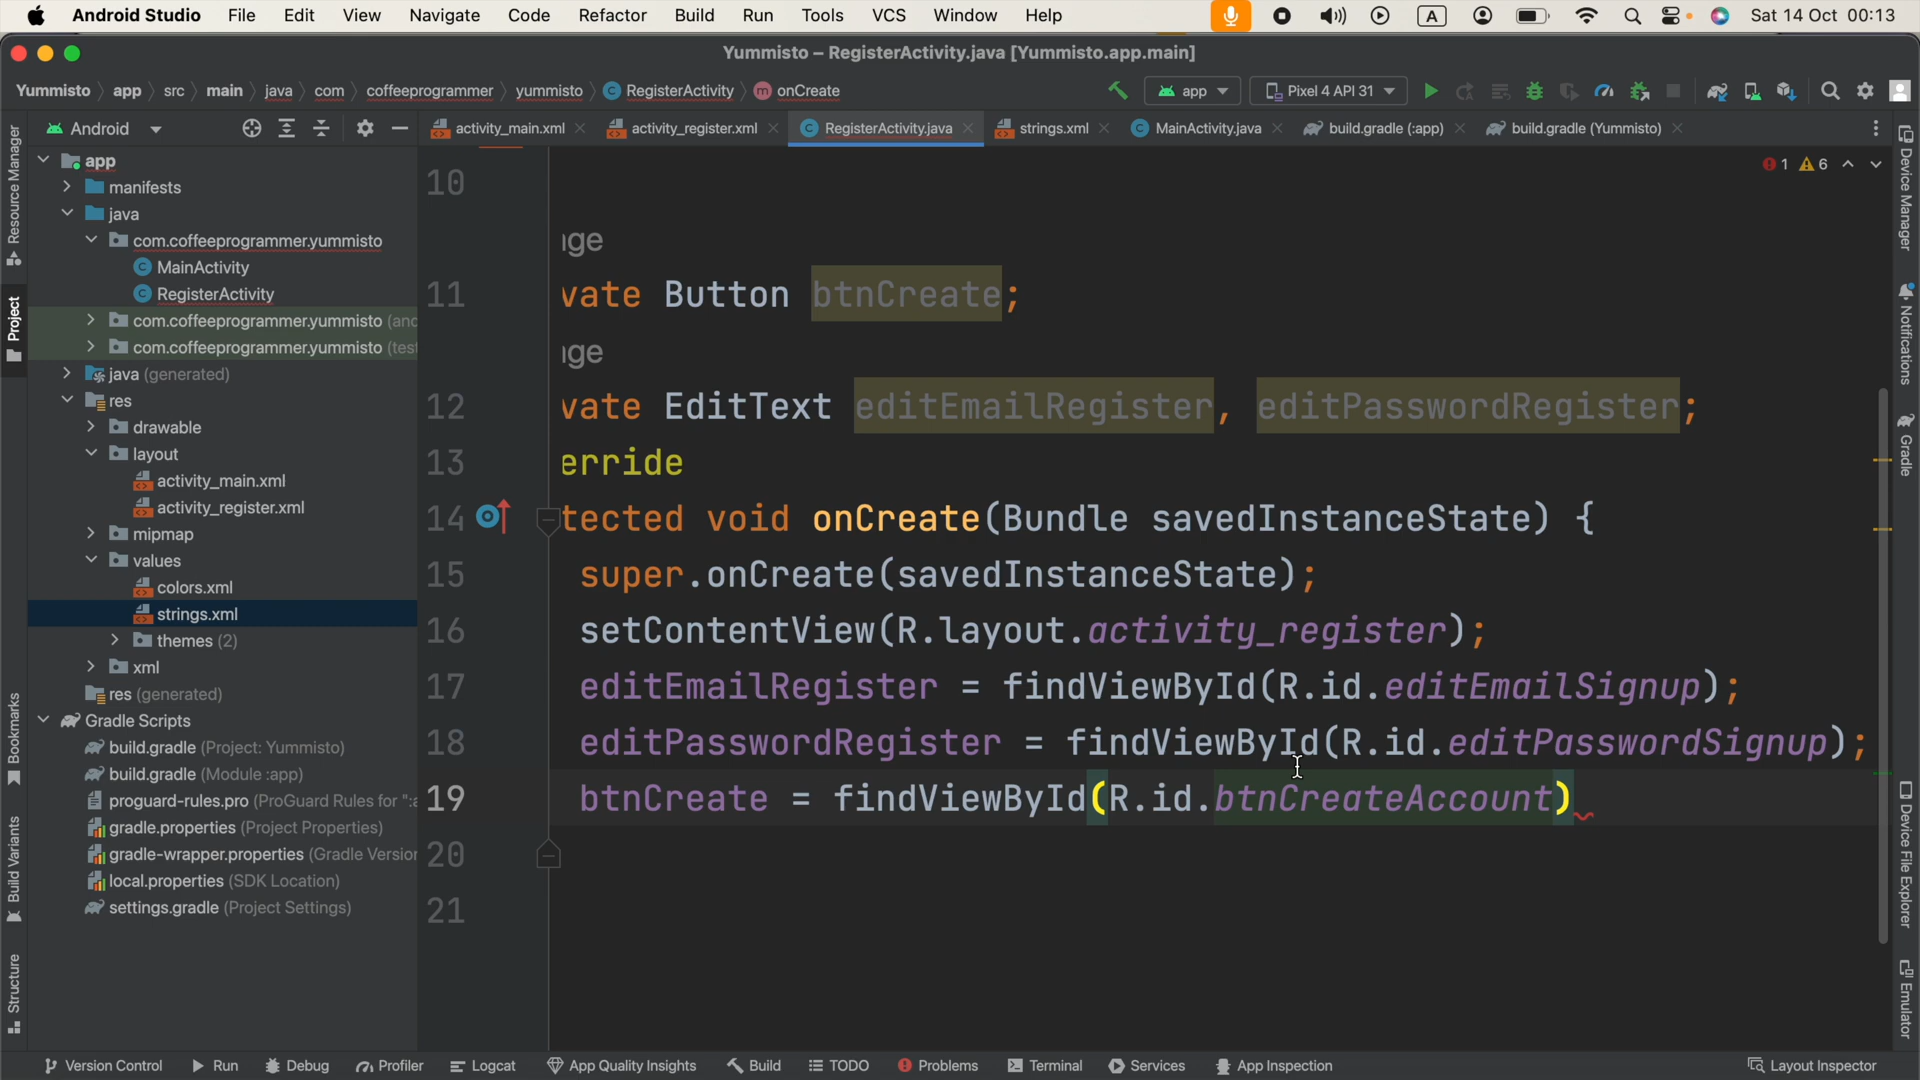 Android Studio File Edit View Navigate Code Refactor Build Run Tools VCS Window Help A Sat 14 Oct 00:13
Yummisto – RegisterActivity.java [Yummisto.app.main]
Yummisto app src main java com coffeeprogrammer yummisto C RegisterActivity m onCreate app Pixel 4 API 31
Android
activity_main.xml activity_register.xml C RegisterActivity.java strings.xml C MainActivity.java build.gradle (:app) build.gradle (Yummisto)
1 6
Resource Manager
Project
Bookmarks
Build Variants
Structure
app
manifests
java
com.coffeeprogrammer.yummisto
C MainActivity
C RegisterActivity
com.coffeeprogrammer.yummisto (and
com.coffeeprogrammer.yummisto (test
java (generated)
res
drawable
layout
activity_main.xml
activity_register.xml
mipmap
values
colors.xml
strings.xml
themes (2)
xml
res (generated)
Gradle Scripts
build.gradle (Project: Yummisto)
build.gradle (Module :app)
proguard-rules.pro (ProGuard Rules for ":a
gradle.properties (Project Properties)
gradle-wrapper.properties (Gradle Version
local.properties (SDK Location)
settings.gradle (Project Settings)
10
age
11 vate Button btnCreate;
age
12 vate EditText editEmailRegister, editPasswordRegister;
13 erride
14 tected void onCreate(Bundle savedInstanceState) {
15 super.onCreate(savedInstanceState);
16 setContentView(R.layout.activity_register);
17 editEmailRegister = findViewById(R.id.editEmailSignup);
18 editPasswordRegister = findViewById(R.id.editPasswordSignup);
19 btnCreate = findViewById(R.id.btnCreateAccount)
20
21
Device Manager
Notifications
Gradle
Device File Explorer
Emulator
Version Control Run Debug Profiler Logcat App Quality Insights Build TODO Problems Terminal Services App Inspection Layout Inspector